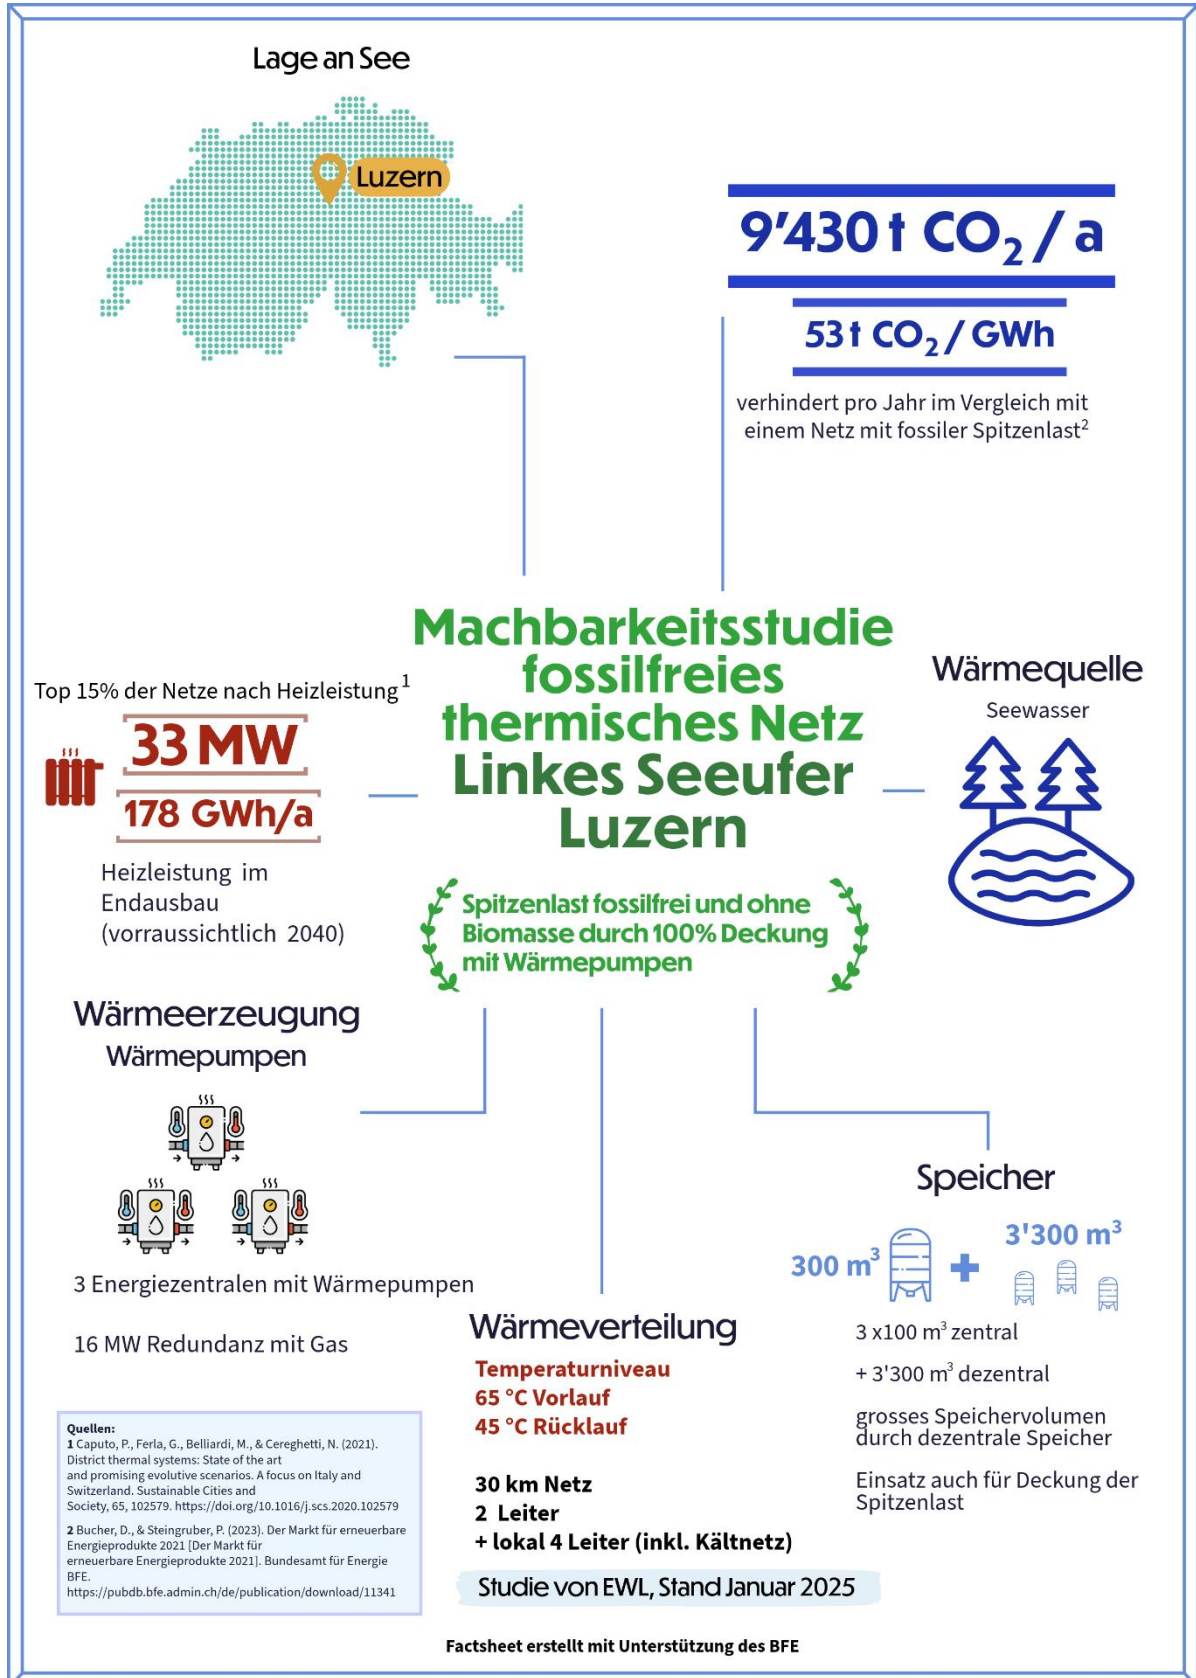 Lage an See
Luzern
9’430 t CO₂ / a
53 t CO₂ / GWh
verhindert pro Jahr im Vergleich mit
einem Netz mit fossiler Spitzenlast²
Machbarkeitsstudie
fossilfreies
thermisches Netz
Linkes Seeufer
Luzern
Spitzenlast fossilfrei und ohne
Biomasse durch 100% Deckung
mit Wärmepumpen
Top 15% der Netze nach Heizleistung¹
33 MW
178 GWh/a
Heizleistung im
Endausbau
(vorraussichtlich 2040)
Wärmequelle
Seewasser
Wärmeerzeugung
Wärmepumpen
3 Energiezentralen mit Wärmepumpen
16 MW Redundanz mit Gas
Speicher
300 m³
3'300 m³
3 x100 m³ zentral
+ 3'300 m³ dezentral
grosses Speichervolumen
durch dezentrale Speicher
Einsatz auch für Deckung der
Spitzenlast
Wärmeverteilung
Temperaturniveau
65 °C Vorlauf
45 °C Rücklauf
30 km Netz
2 Leiter
+ lokal 4 Leiter (inkl. Kältnetz)
Studie von EWL, Stand Januar 2025
Quellen:
1 Caputo, P., Ferla, G., Belliardi, M., & Cereghetti, N. (2021).
District thermal systems: State of the art
and promising evolutive scenarios. A focus on Italy and
Switzerland. Sustainable Cities and
Society, 65, 102579. https://doi.org/10.1016/j.scs.2020.102579
2 Bucher, D., & Steingruber, P. (2023). Der Markt für erneuerbare
Energieprodukte 2021 [Der Markt für
erneuerbare Energieprodukte 2021]. Bundesamt für Energie
BFE.
https://pubdb.bfe.admin.ch/de/publication/download/11341
Factsheet erstellt mit Unterstützung des BFE